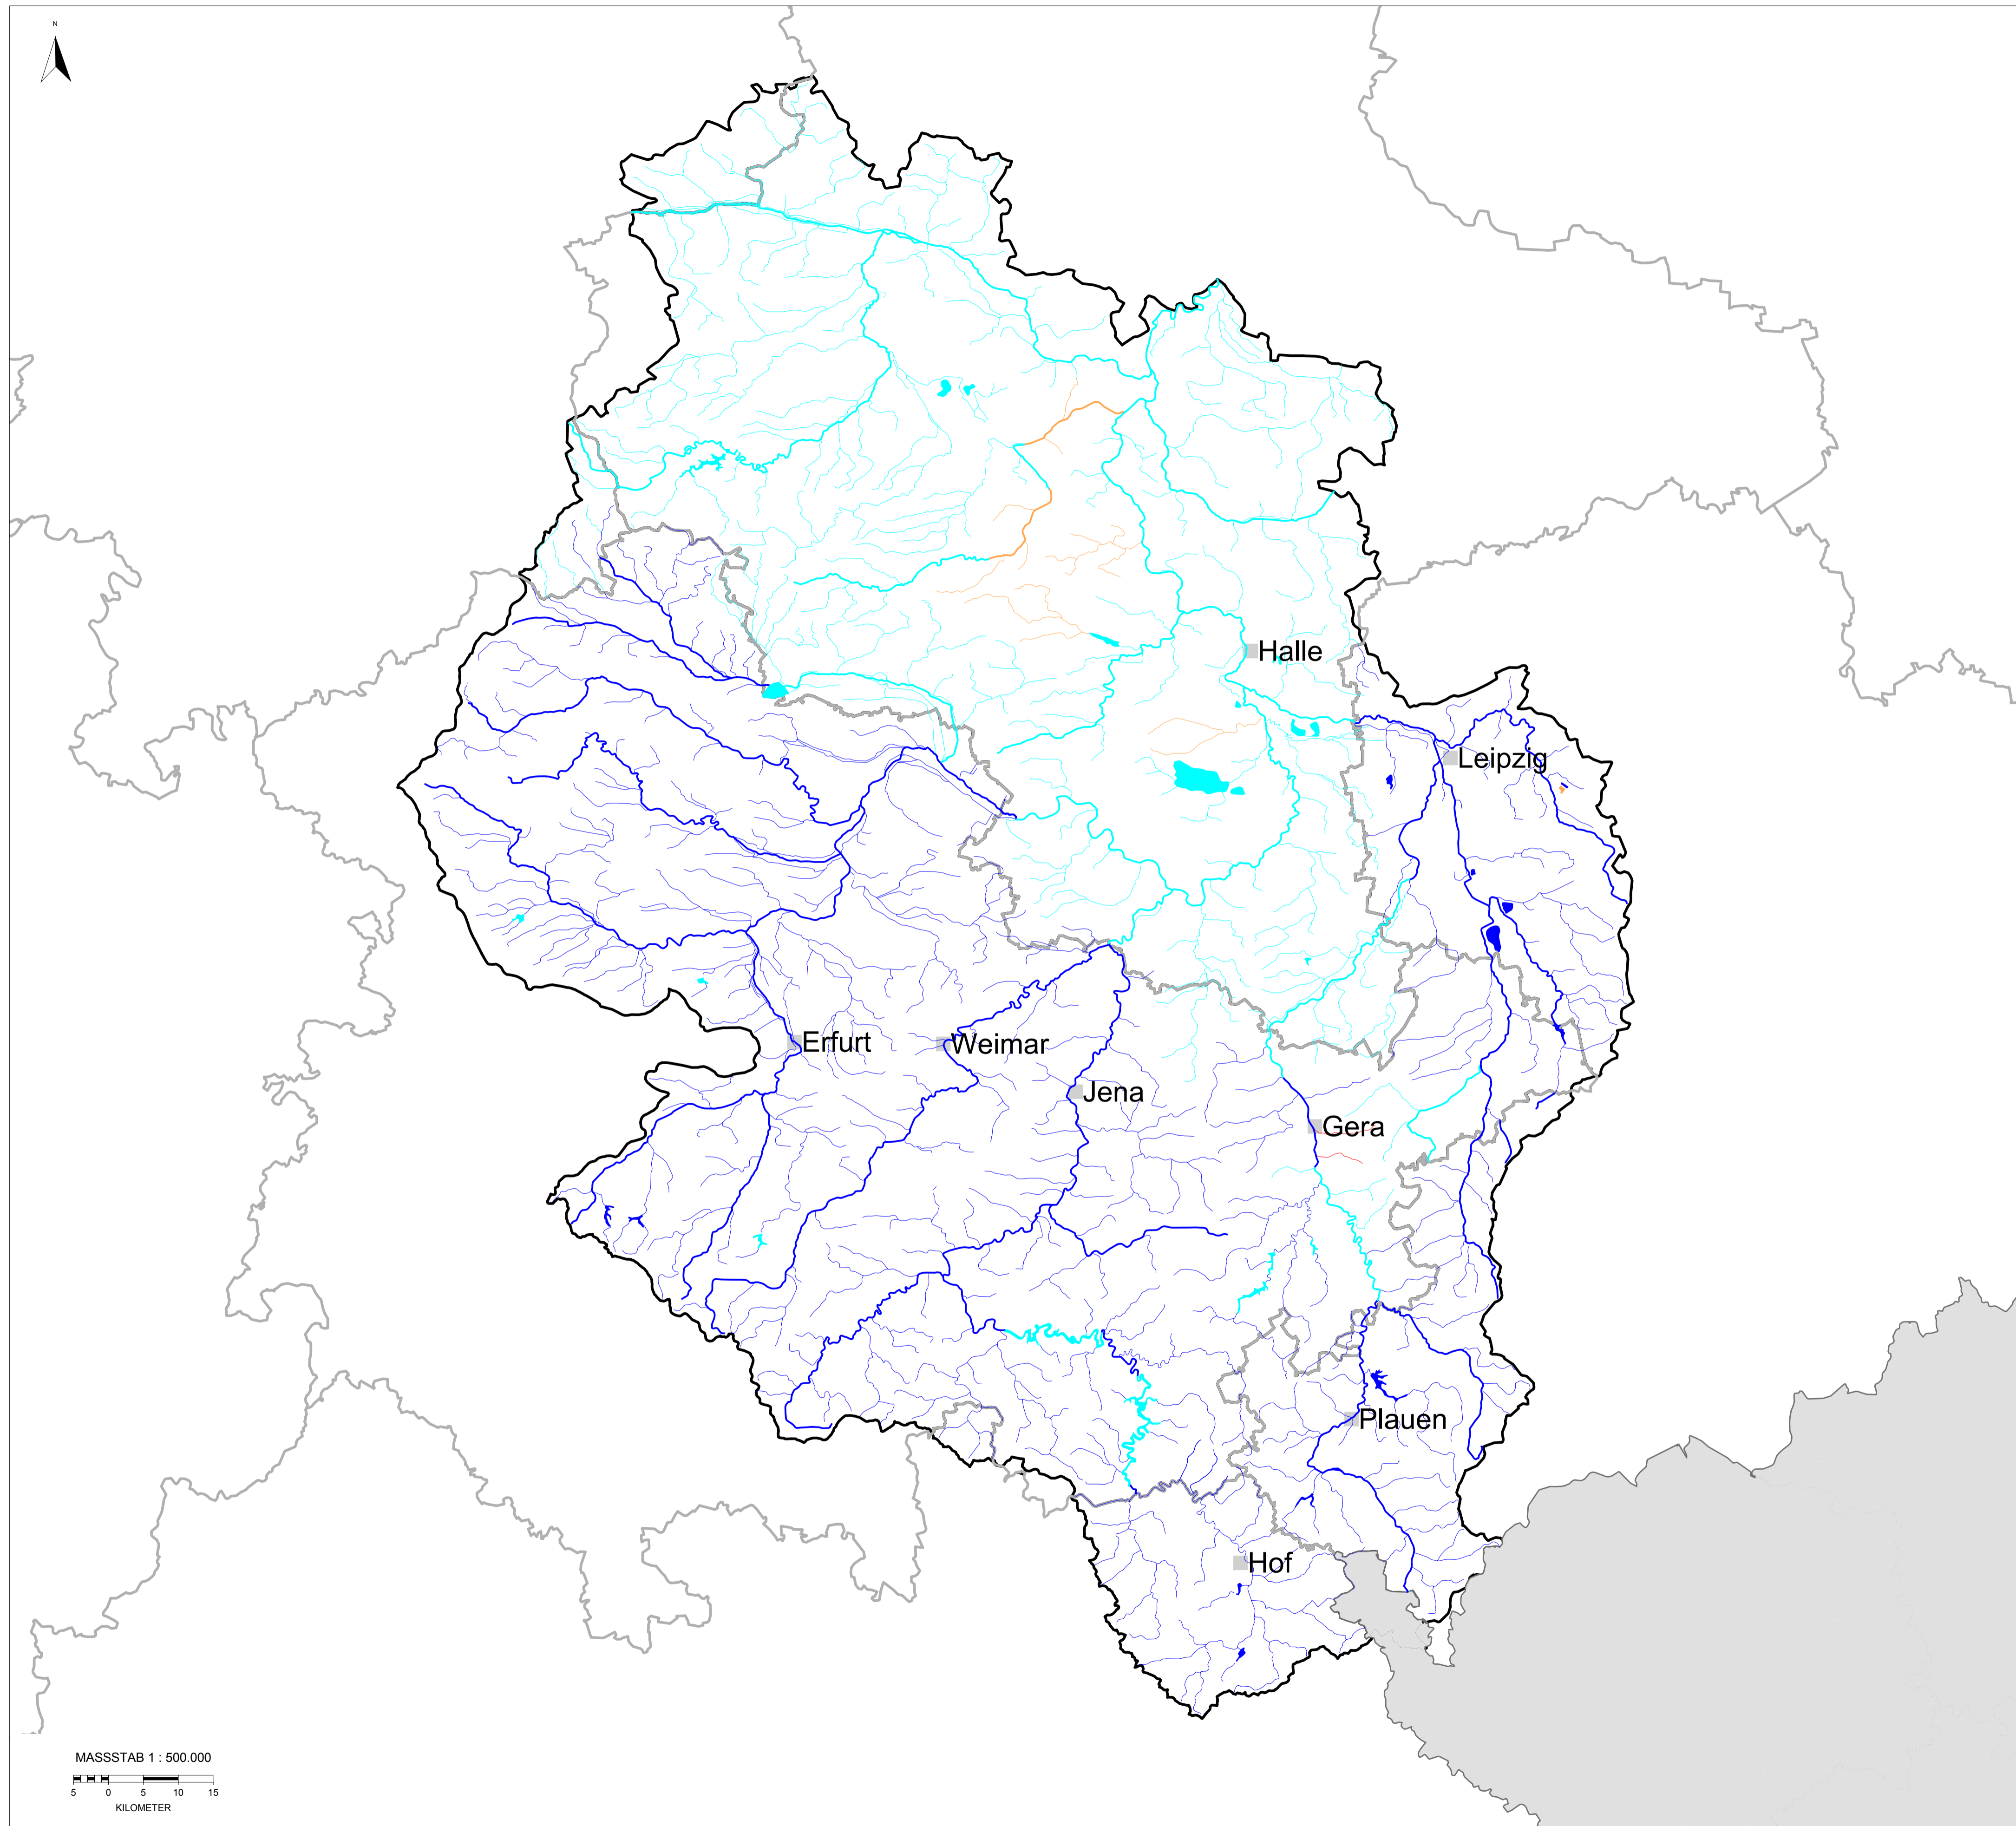 N
Halle
Leipzig
Erfurt
Weimar
Jena
Gera
Plauen
Hof
MASSSTAB 1 : 500.000
5 0 5 10 15
KILOMETER